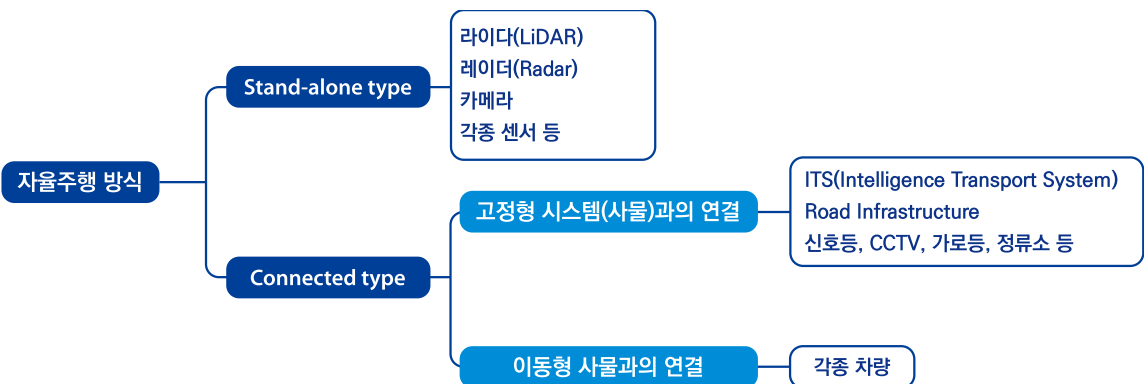 라이다(LiDAR)
레이더(Radar)
Stand-alone type
카메라
각종 센서 등
자율주행 방식
ITS(Intelligence Transport System)
고정형 시스템(사물)과의 연결
Road Infrastructure
신호등, CCTV, 가로등, 정류소 등
Connected type
이동형 사물과의 연결
각종 차량